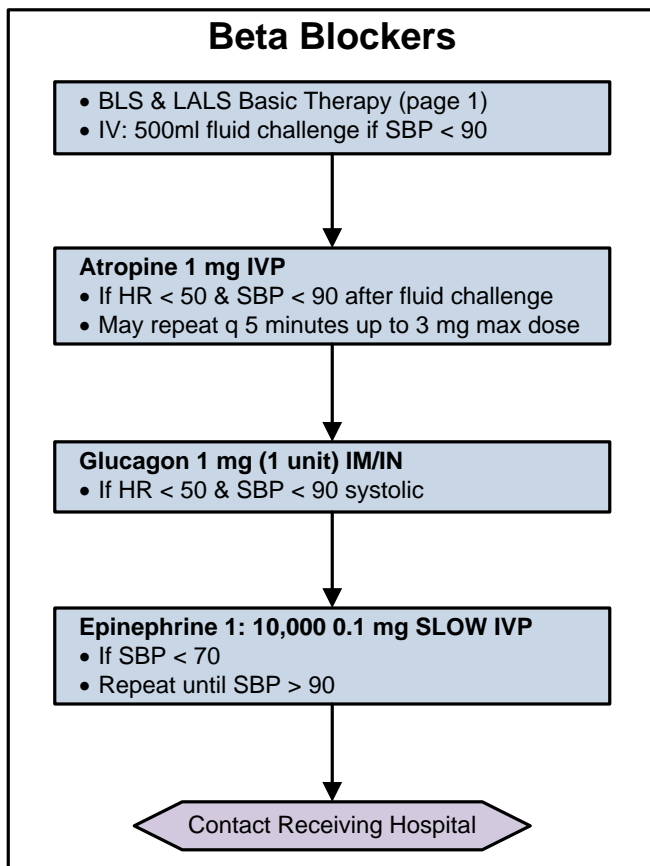 Beta Blockers
• BLS & LALS Basic Therapy (page 1)
• IV: 500ml fluid challenge if SBP < 90
Atropine 1 mg IVP
• If HR < 50 & SBP < 90 after fluid challenge
• May repeat q 5 minutes up to 3 mg max dose
Glucagon 1 mg (1 unit) IM/IN
• If HR < 50 & SBP < 90 systolic
Epinephrine 1: 10,000 0.1 mg SLOW IVP
• If SBP < 70
• Repeat until SBP > 90
Contact Receiving Hospital